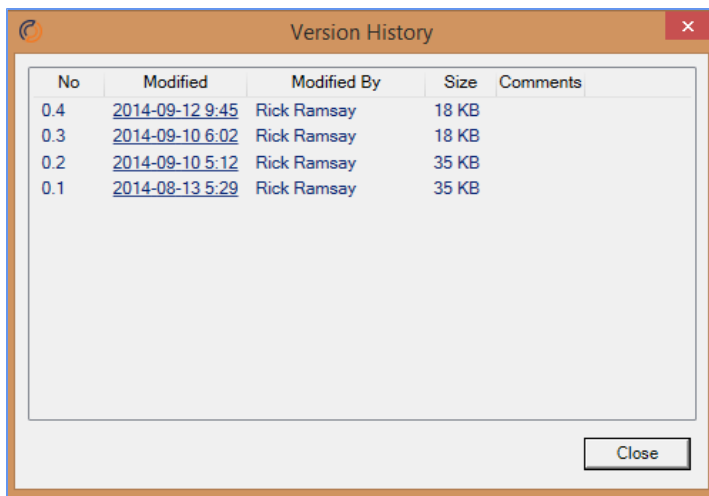 Version History
No Modified Modified By Size Comments
0.4 2014-09-12 9:45 Rick Ramsay 18 KB
0.3 2014-09-10 6:02 Rick Ramsay 18 KB
0.2 2014-09-10 5:12 Rick Ramsay 35 KB
0.1 2014-08-13 5:29 Rick Ramsay 35 KB
Close